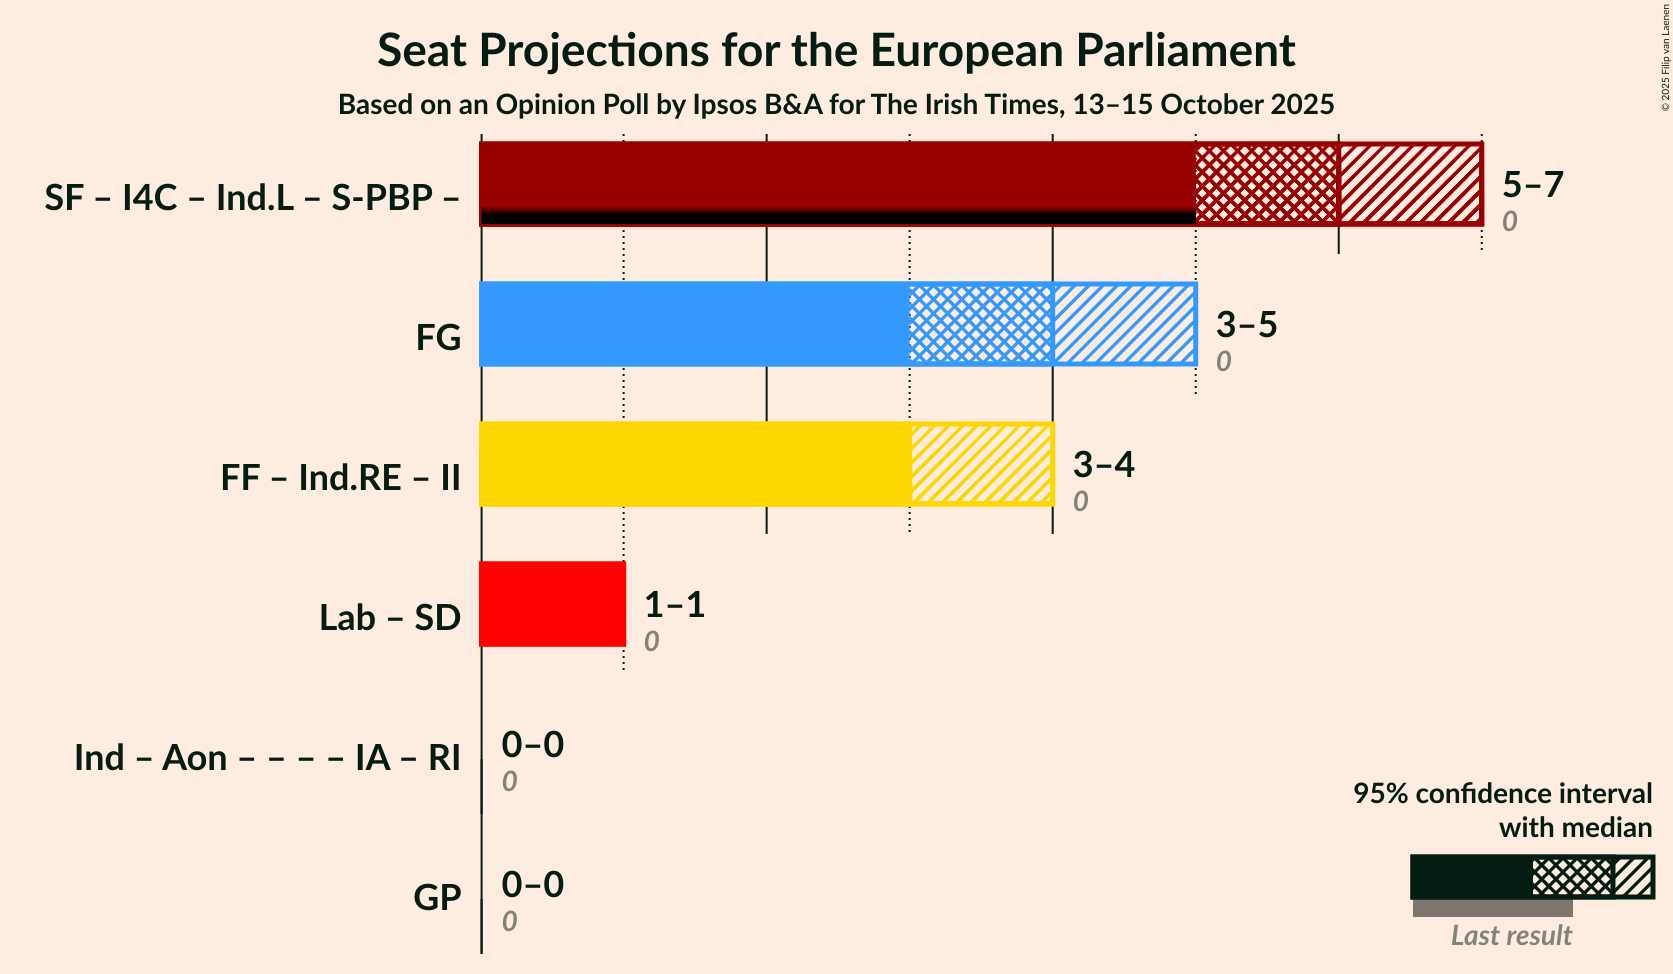 Seat Projections for the European Parliament
Based on an Opinion Poll by Ipsos B&A for The Irish Times, 13–15 October 2025
© 2025 Filip van Laenen
SF – I4C – Ind.L – S-PBP –
5–7
0
FG
3–5
0
FF – Ind.RE – II
3–4
0
Lab – SD
1–1
0
Ind – Aon – – – – IA – RI
0–0
0
GP
0–0
0
95% confidence interval
with median
Last result